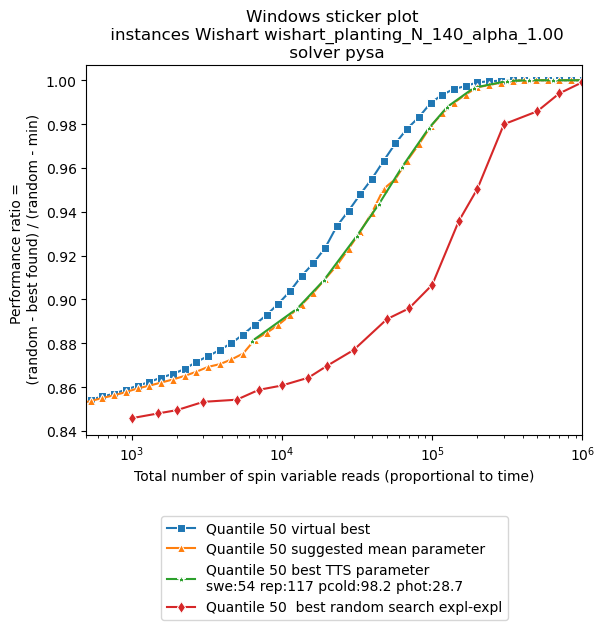 Windows sticker plot
instances Wishart wishart_planting_N_140_alpha_1.00
solver pysa
Performance ratio =
(random - best found) / (random - min)
1.00
0.98
0.96
0.94
0.92
0.90
0.88
0.86
0.84
10³
10⁴
10⁵
10⁶
Total number of spin variable reads (proportional to time)
Quantile 50 virtual best
Quantile 50 suggested mean parameter
Quantile 50 best TTS parameter
swe:54 rep:117 pcold:98.2 phot:28.7
Quantile 50  best random search expl-expl